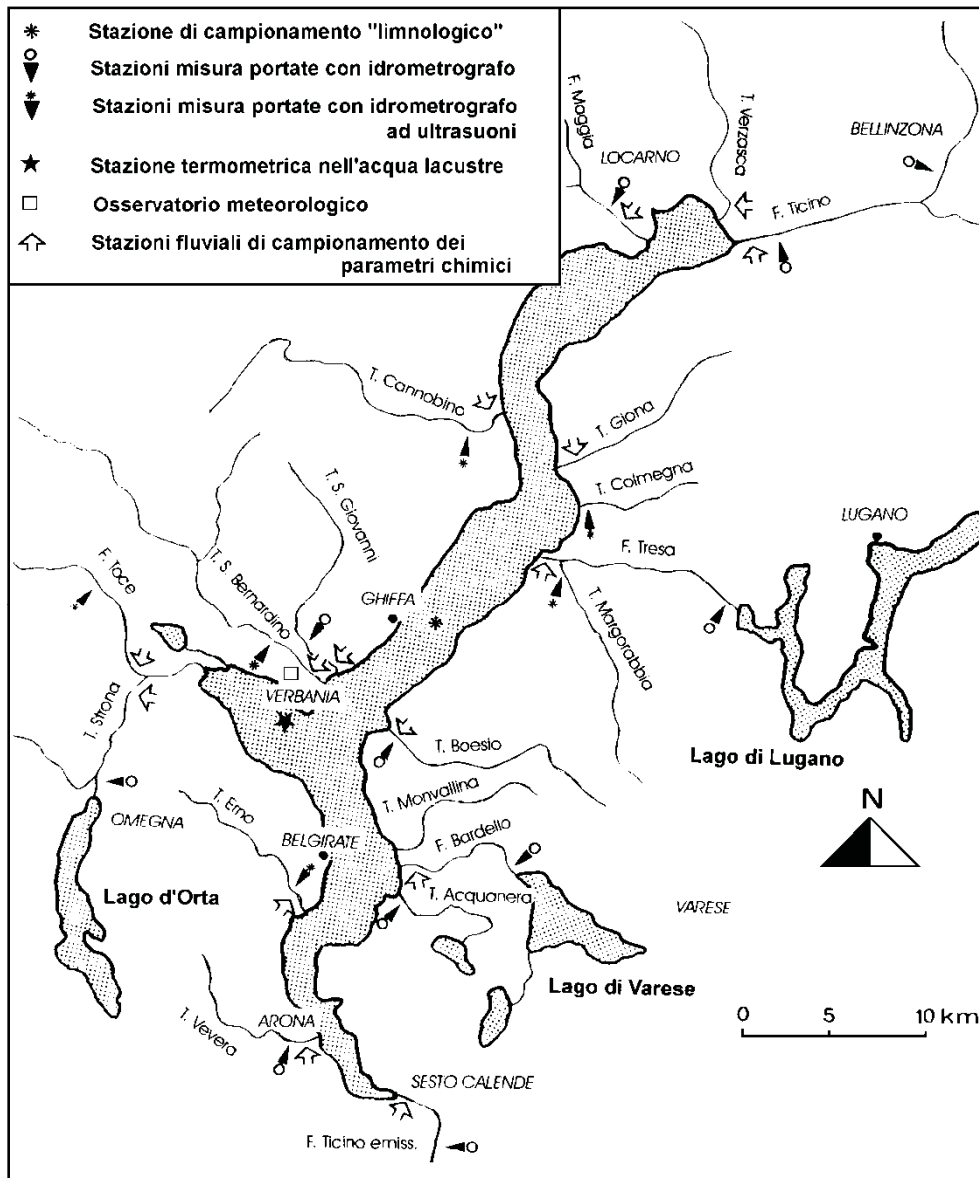 Stazione di campionamento "limnologico"
Stazioni misura portate con idrometrografo
Stazioni misura portate con idrometrografo
ad ultrasuoni
Stazione termometrica nell'acqua lacustre
Osservatorio meteorologico
Stazioni fluviali di campionamento dei
parametri chimici
F. Maggia
LOCARNO
T. Verzasca
BELLINZONA
F. Ticino
T. Cannobino
T. Giona
T. Colmegna
T. S. Giovanni
LUGANO
F. Tresa
F. Toce
T. S. Bernardino
GHIFFA
T. Margorabbia
VERBANIA
T. Strona
T. Boesio
Lago di Lugano
T. Monvallina
T. Erno
N
OMEGNA
BELGIRATE
F. Bardello
Lago d'Orta
T. Acquanera
VARESE
Lago di Varese
T. Vevera
ARONA
0 5 10 km
SESTO CALENDE
F. Ticino emiss.